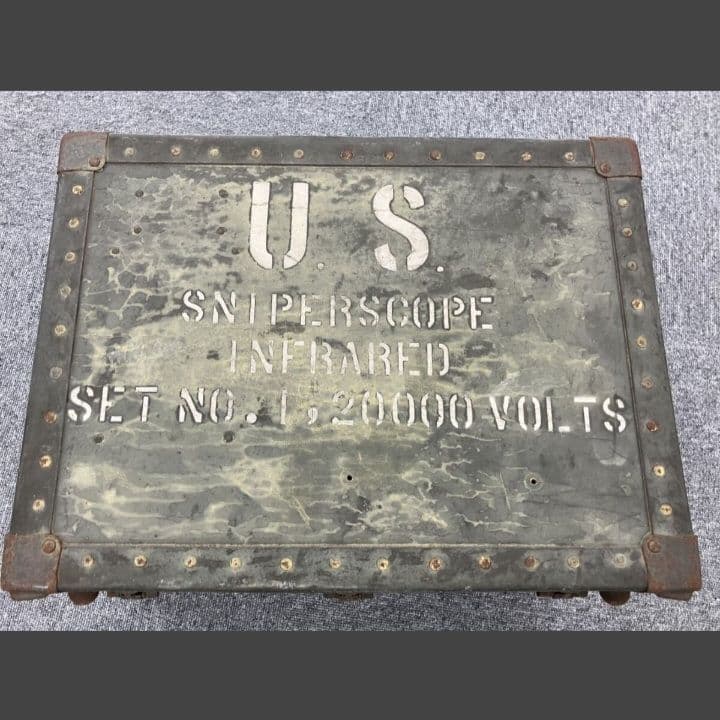 U. S.
SNIPERSCOPE
INFRARED
SET NO. 1, 20000 VOLTS